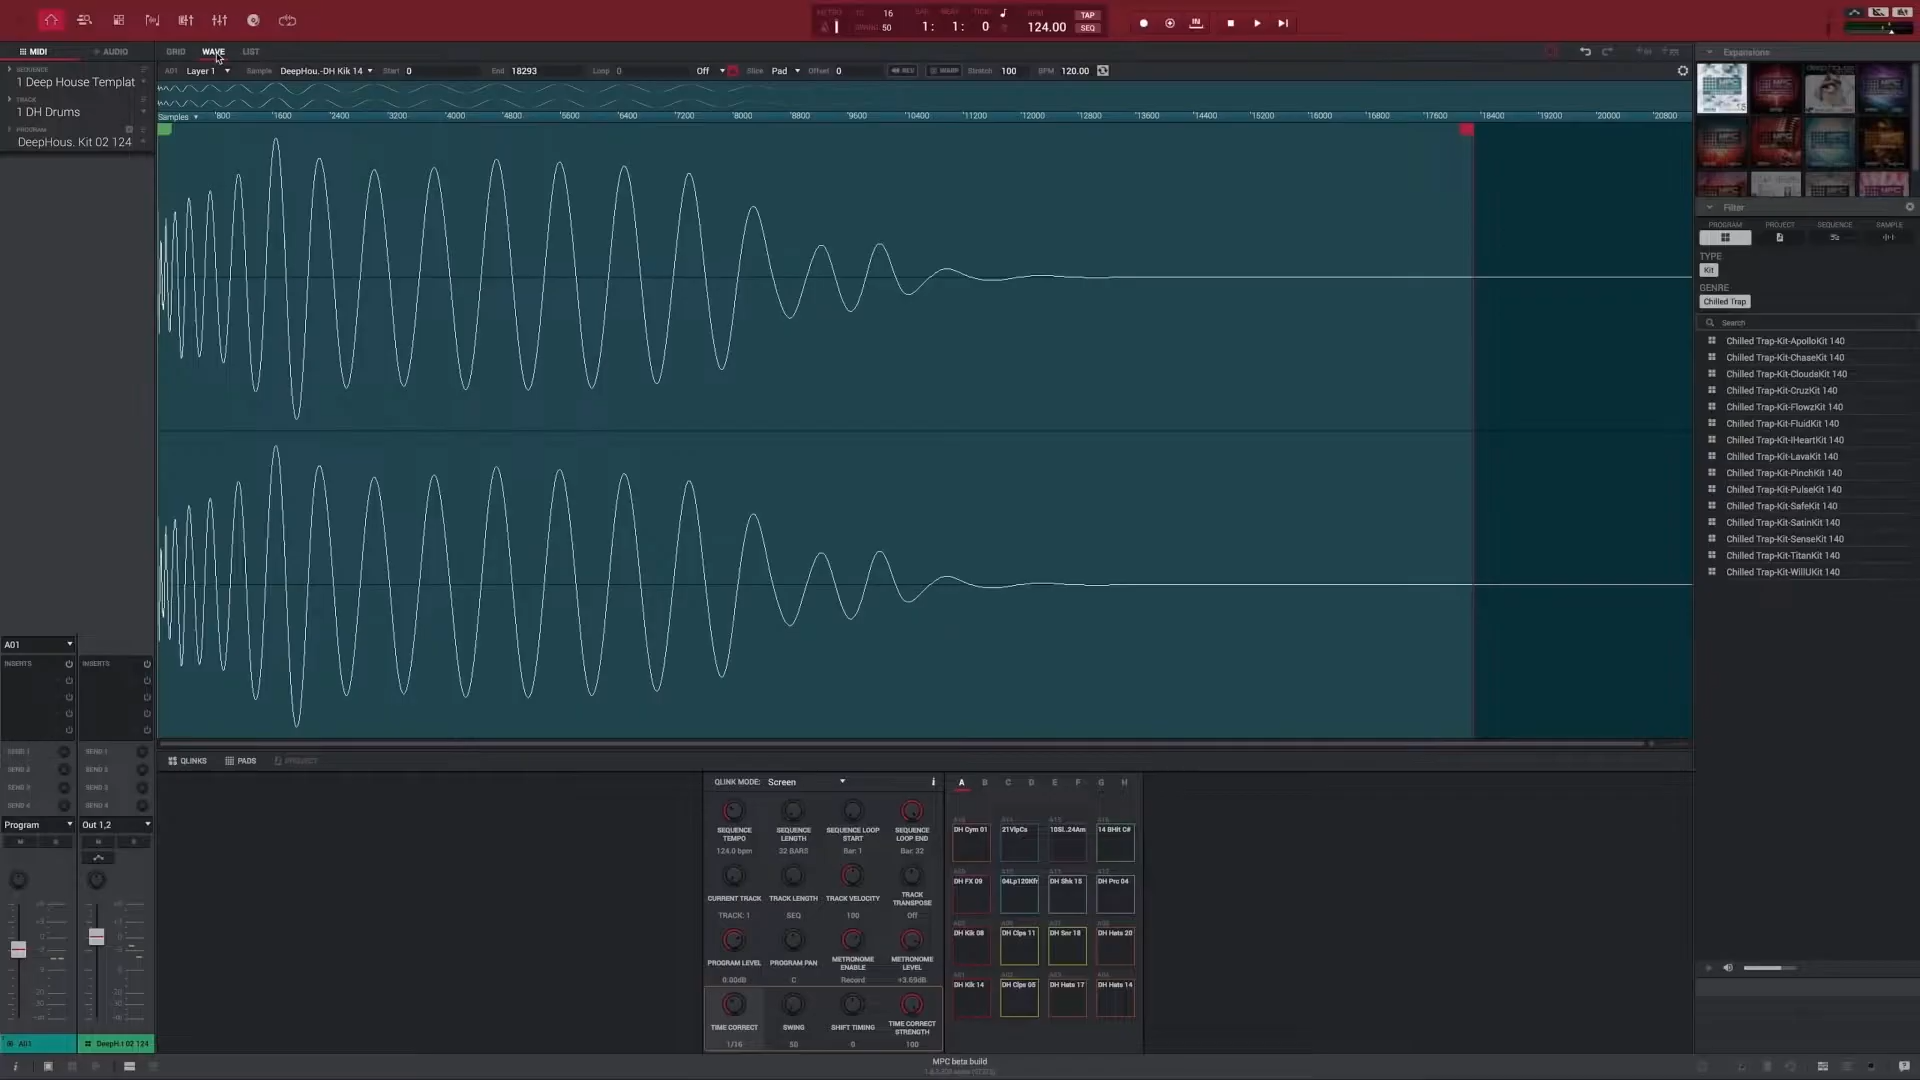 METRO
TC
16
SWING
50
1: 1: 0
BPM
124.00
TAP
SEQ
MIDI
AUDIO
GRID
WAVE
LIST
Expansions
A01
Layer 1
Sample
DeepHou.-DH Kik 14
Start
0
End
18293
Loop
0
Off
Slice
Pad
Offset
0
REV
WARP
Stretch
100
BPM
120.00
SEQUENCE
1 Deep House Templat
TRACK
1 DH Drums
PROGRAM
DeepHous. Kit 02 124
Samples
800
1600
2400
3200
4000
4800
5600
6400
7200
8000
8800
9600
10400
11200
12000
12800
13600
14400
15200
16000
16800
17600
18400
19200
20000
20800
Filter
PROGRAM
PROJECT
SEQUENCE
SAMPLE
TYPE
Kit
GENRE
Chilled Trap
Search
Chilled Trap-Kit-ApolloKit 140
Chilled Trap-Kit-ChaseKit 140
Chilled Trap-Kit-CloudsKit 140
Chilled Trap-Kit-CruzKit 140
Chilled Trap-Kit-FlowzKit 140
Chilled Trap-Kit-FluidKit 140
Chilled Trap-Kit-IHeartKit 140
Chilled Trap-Kit-LavaKit 140
Chilled Trap-Kit-PinchKit 140
Chilled Trap-Kit-PulseKit 140
Chilled Trap-Kit-SafeKit 140
Chilled Trap-Kit-SatinKit 140
Chilled Trap-Kit-SenseKit 140
Chilled Trap-Kit-TitanKit 140
Chilled Trap-Kit-WillUKit 140
A01
INSERTS
INSERTS
SEND 1
SEND 1
SEND 2
SEND 2
SEND 3
SEND 3
SEND 4
SEND 4
Program
Out 1,2
A01
DeepH.t 02 124
QLINKS
PADS
PROJECT
QLINK MODE:
Screen
SEQUENCE TEMPO
124.0 bpm
SEQUENCE LENGTH
32 BARS
SEQUENCE LOOP START
Bar: 1
SEQUENCE LOOP END
Bar: 32
CURRENT TRACK
TRACK: 1
TRACK LENGTH
SEQ
TRACK VELOCITY
100
TRACK TRANSPOSE
Off
PROGRAM LEVEL
0.00dB
PROGRAM PAN
C
METRONOME ENABLE
Record
METRONOME LEVEL
+3.69dB
TIME CORRECT
1/16
SWING
50
SHIFT TIMING
0
TIME CORRECT STRENGTH
100
A
B
C
D
E
F
G
H
DH Cym 01
21VlpCs
10Sl..24Am
14 BHit C#
DH FX 09
04Lp120Kfr
DH Shk 15
DH Prc 04
DH Kik 08
DH Clps 11
DH Snr 18
DH Hats 20
DH Kik 14
DH Clps 05
DH Hats 17
DH Hats 14
MPC beta build